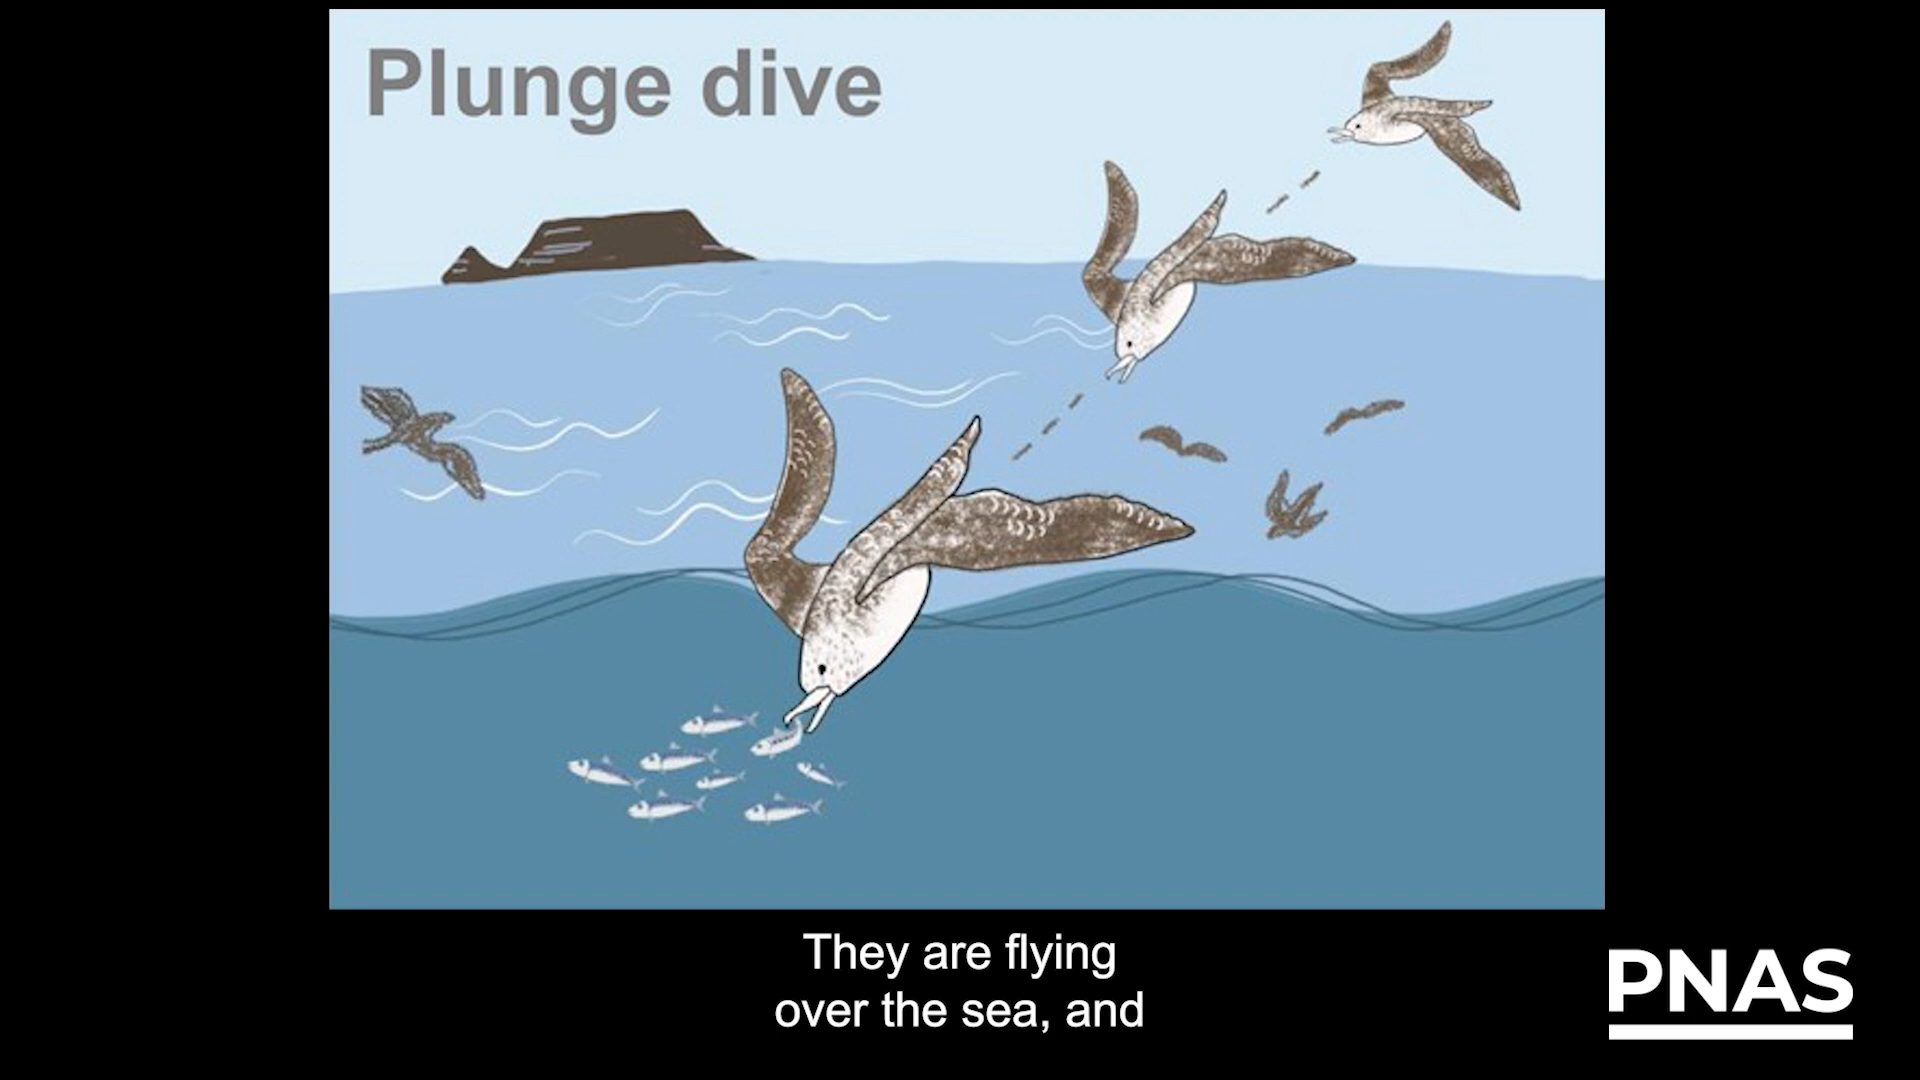 Plunge dive
They are flying
over the sea, and
PNAS